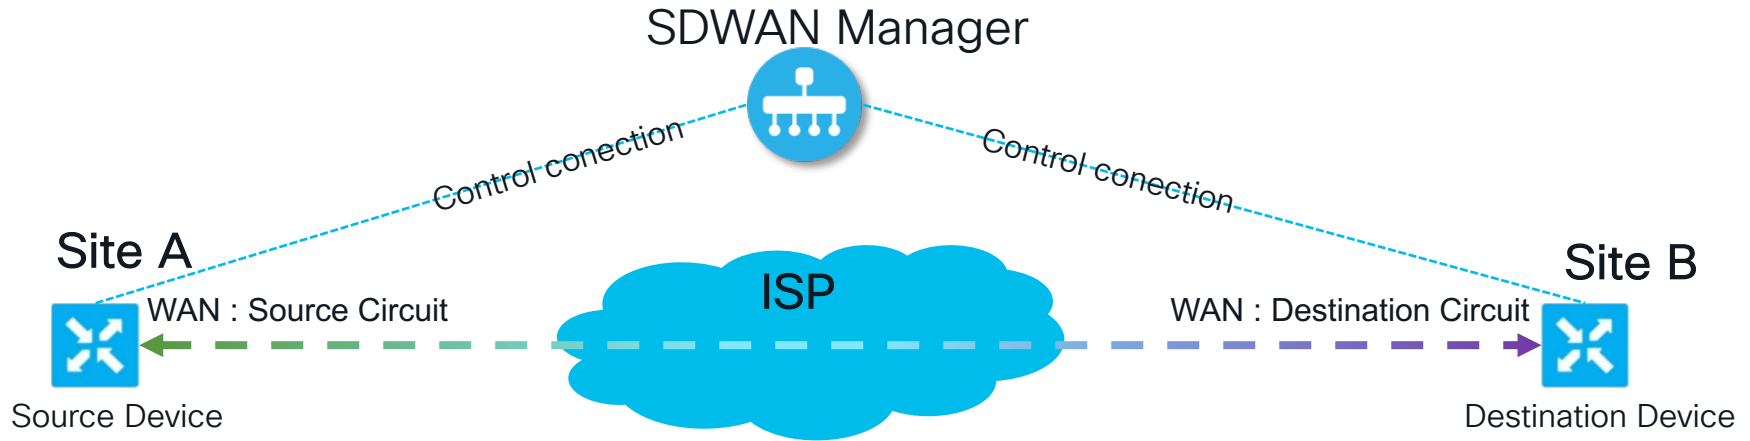 SDWAN Manager
Control conection
Control conection
Site A
Site B
ISP
WAN : Source Circuit
WAN : Destination Circuit
Source Device
Destination Device